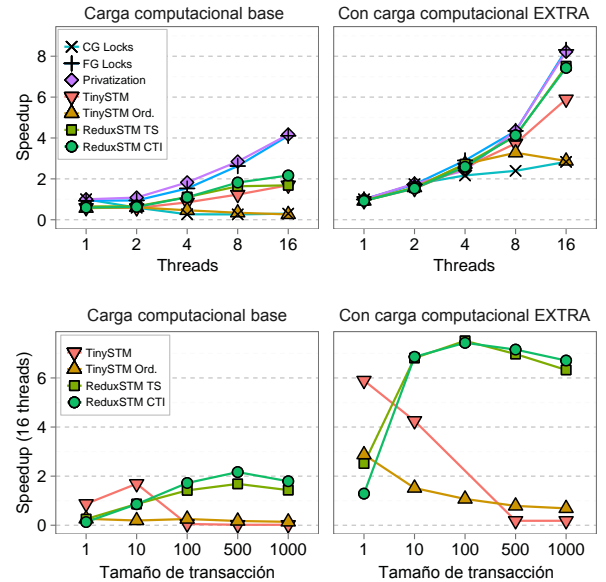 Carga computacional base
Con carga computacional EXTRA
Speedup
8
6
4
2
0
CG Locks
FG Locks
Privatization
TinySTM
TinySTM Ord.
ReduxSTM TS
ReduxSTM CTI
1 2 4 8 16
1 2 4 8 16
Threads
Threads
Carga computacional base
Con carga computacional EXTRA
Speedup (16 threads)
6
4
2
0
TinySTM
TinySTM Ord.
ReduxSTM TS
ReduxSTM CTI
1 10 100 500 1000
1 10 100 500 1000
Tamaño de transacción
Tamaño de transacción